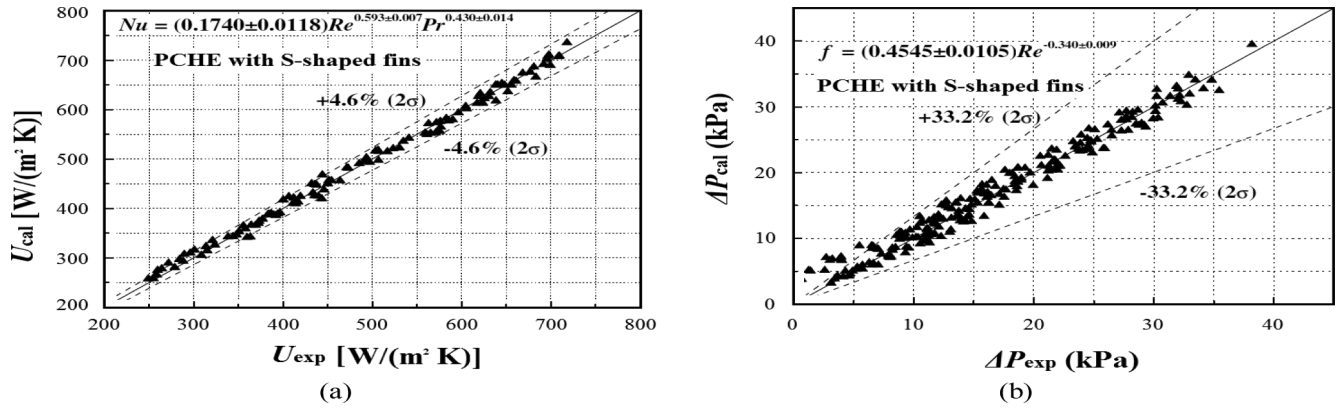 Nu = (0.1740±0.0118)Re^0.593±0.007 Pr^0.430±0.014
PCHE with S-shaped fins
+4.6% (2σ)
-4.6% (2σ)
800
700
600
500
400
300
200
200
300
400
500
600
700
800
U_cal [W/(m² K)]
U_exp [W/(m² K)]
(a)
f = (0.4545±0.0105)Re^-0.340±0.009
PCHE with S-shaped fins
+33.2% (2σ)
-33.2% (2σ)
40
30
20
10
0
0
10
20
30
40
ΔP_cal (kPa)
ΔP_exp (kPa)
(b)